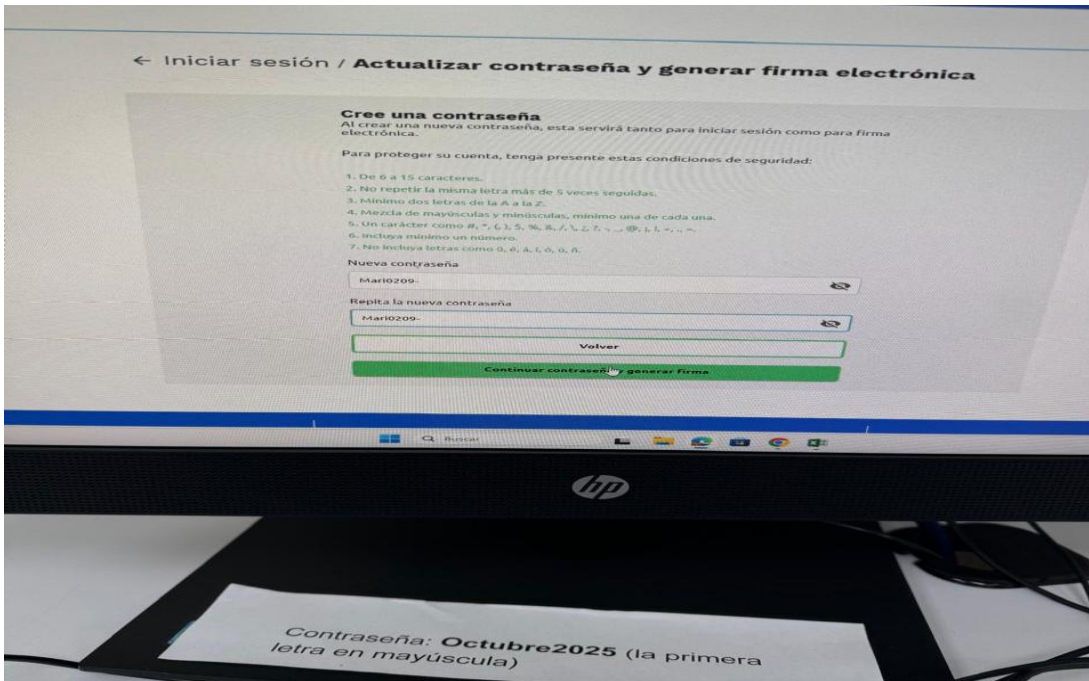 ← Iniciar sesión / Actualizar contraseña y generar firma electrónica
Cree una contraseña
Al crear una nueva contraseña, esta servirá tanto para iniciar sesión como para firma
electrónica.
Para proteger su cuenta, tenga presente estas condiciones de seguridad:
1. De 6 a 15 caracteres.
2. No repetir la misma letra más de 5 veces seguidas.
3. Mínimo dos letras de la A a la Z.
4. Mezcla de mayúsculas y minúsculas, mínimo una de cada una.
5. Un carácter como
6. Incluya mínimo un número.
7. No incluya letras como
Nueva contraseña
Mari0209-
Repita la nueva contraseña
Mari0209-
Volver
Continuar contraseña y generar firma
Buscar
hp
Contraseña: Octubre2025 (la primera
letra en mayúscula)